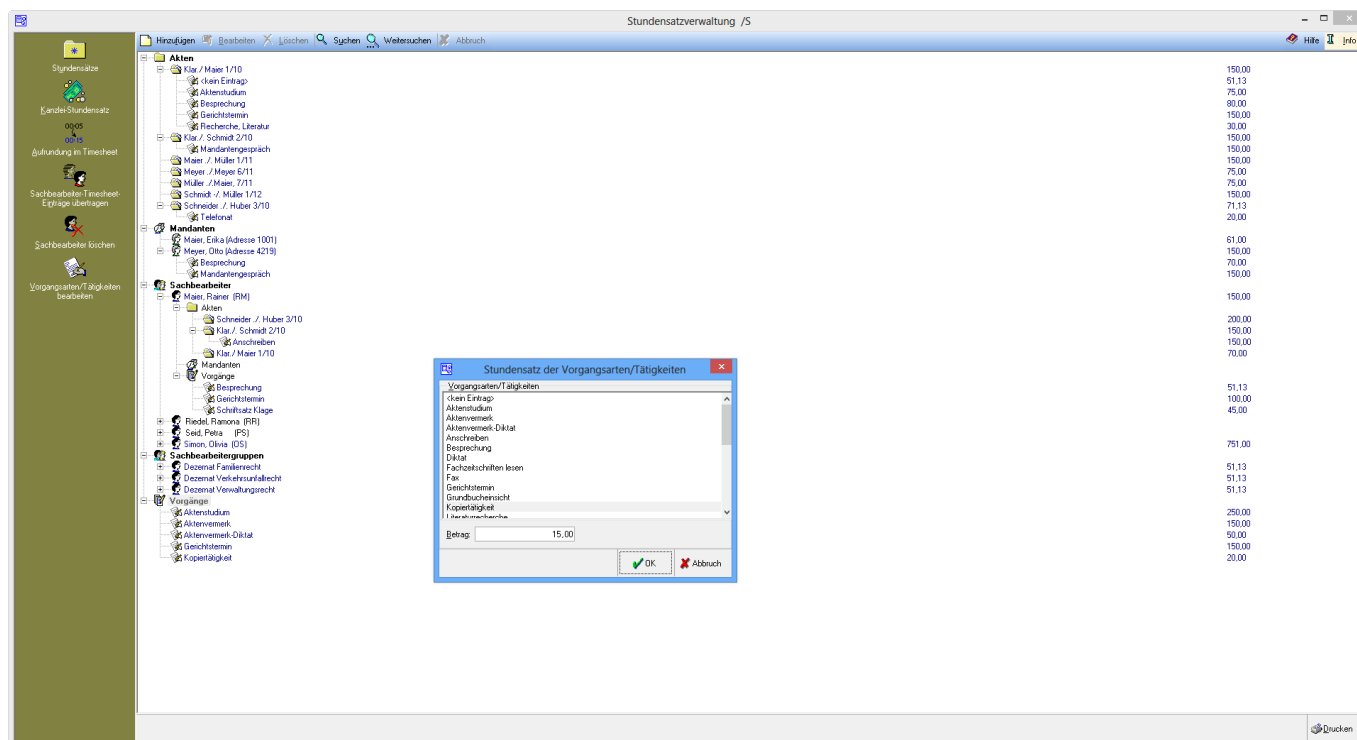 Stundensatzverwaltung /S
Hinzufügen Bearbeiten Löschen Suchen Weitersuchen Abbruch Hilfe Info
Stundensätze
Kanzlei-Stundensatz
00:05
00:15
Aufrundung im Timesheet
Sachbearbeiter-Timesheet-
Einträge übertragen
Sachbearbeiter löschen
Vorgangsarten/Tätigkeiten
bearbeiten
Akten
Klar./ Maier 1/10 150,00
<kein Eintrag> 51,13
Aktenstudium 75,00
Besprechung 80,00
Gerichtstermin 150,00
Recherche, Literatur 30,00
Klar./. Schmidt 2/10 150,00
Mandantengespräch 150,00
Maier ./. Müller 1/11 150,00
Meyer ./.Meyer 6/11 75,00
Müller ./.Maier, 7/11 75,00
Schmidt -/. Müller 1/12 150,00
Schneider ./. Huber 3/10 71,13
Telefonat 20,00
Mandanten
Maier, Erika (Adresse 1001) 61,00
Meyer, Otto (Adresse 4219) 150,00
Besprechung 70,00
Mandantengespräch 150,00
Sachbearbeiter
Maier, Rainer (RM) 150,00
Akten
Schneider ./. Huber 3/10 200,00
Klar./. Schmidt 2/10 150,00
Anschreiben 150,00
Klar./ Maier 1/10 70,00
Mandanten
Vorgänge
Besprechung 51,13
Gerichtstermin 100,00
Schriftsatz Klage 45,00
Riedel, Ramona (RR)
Seid, Petra (PS)
Simon, Olivia (OS) 751,00
Sachbearbeitergruppen
Dezernat Familienrecht 51,13
Dezernat Verkehrsunfallrecht 51,13
Dezernat Verwaltungsrecht 51,13
Vorgänge
Aktenstudium 250,00
Aktenvermerk 150,00
Aktenvermerk-Diktat 50,00
Gerichtstermin 150,00
Kopiertätigkeit 20,00
Stundensatz der Vorgangsarten/Tätigkeiten
Vorgangsarten/Tätigkeiten
<kein Eintrag>
Aktenstudium
Aktenvermerk
Aktenvermerk-Diktat
Anschreiben
Besprechung
Diktat
Fachzeitschriften lesen
Fax
Gerichtstermin
Grundbucheinsicht
Kopiertätigkeit
Literaturrecherche
Betrag: 15,00
OK Abbruch
Drucken